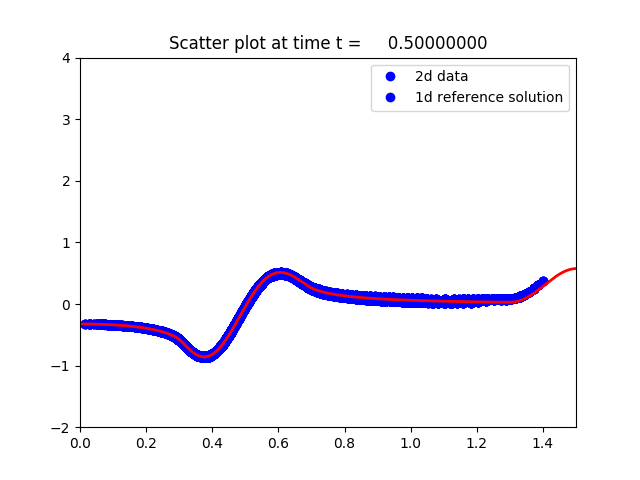 Scatter plot at time t = 0.50000000
2d data
1d reference solution
4
3
2
1
0
−1
−2
0.0 0.2 0.4 0.6 0.8 1.0 1.2 1.4